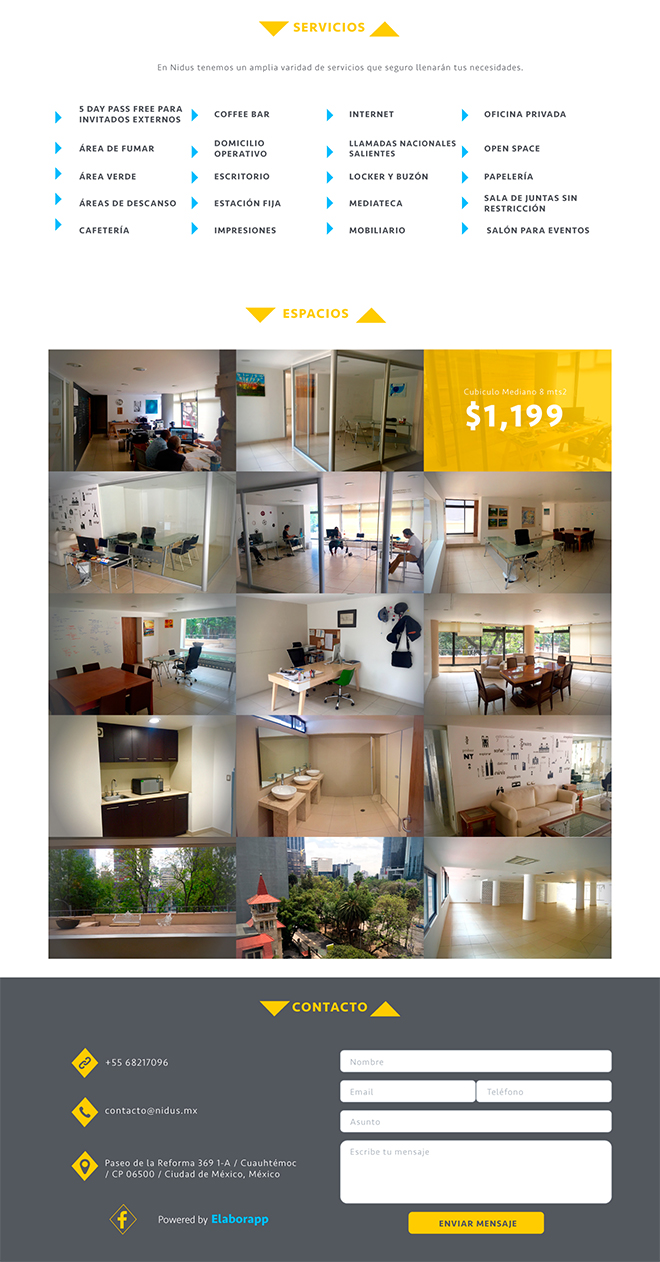 SERVICIOS
En Nidus tenemos un amplia varidad de servicios que seguro llenarán tus necesidades.
5 DAY PASS FREE PARA
INVITADOS EXTERNOS
COFFEE BAR
INTERNET
OFICINA PRIVADA
ÁREA DE FUMAR
DOMICILIO
OPERATIVO
LLAMADAS NACIONALES
SALIENTES
OPEN SPACE
ÁREA VERDE
ESCRITORIO
LOCKER Y BUZÓN
PAPELERÍA
ÁREAS DE DESCANSO
ESTACIÓN FIJA
MEDIATECA
SALA DE JUNTAS SIN
RESTRICCIÓN
CAFETERÍA
IMPRESIONES
MOBILIARIO
SALÓN PARA EVENTOS
ESPACIOS
Cubículo Mediano 8 mts2
$1,199
CONTACTO
+55 68217096
contacto@nidus.mx
Paseo de la Reforma 369 1-A / Cuauhtémoc
/ CP 06500 / Ciudad de México, México
Powered by Elaborapp
Nombre
Email
Teléfono
Asunto
Escribe tu mensaje
ENVIAR MENSAJE